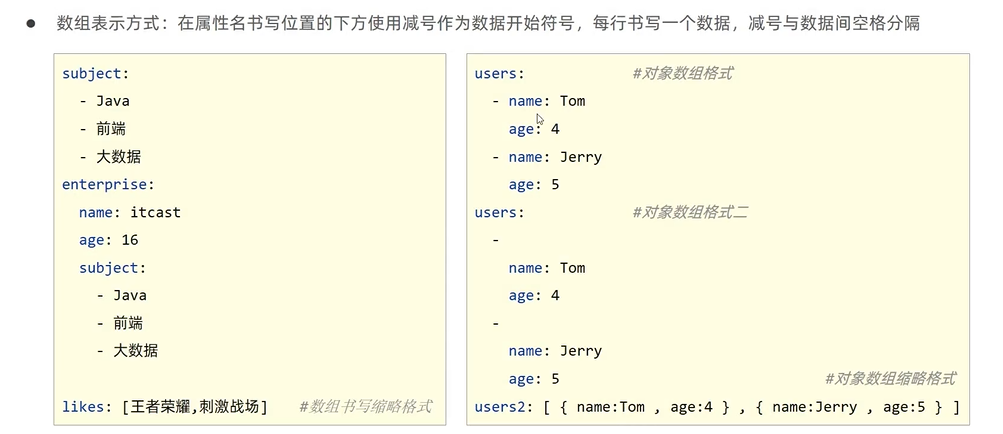 ● 数组表示方式：在属性名书写位置的下方使用减号作为数据开始符号，每行书写一个数据，减号与数据间空格分隔
subject:
  - Java
  - 前端
  - 大数据
enterprise:
  name: itcast
  age: 16
  subject:
    - Java
    - 前端
    - 大数据
likes: [王者荣耀,刺激战场]    #数组书写缩略格式
users:             #对象数组格式
  - name: Tom
    age: 4
  - name: Jerry
    age: 5
users:             #对象数组格式二
  -
    name: Tom
    age: 4
  -
    name: Jerry
    age: 5                               #对象数组缩略格式
users2: [ { name:Tom , age:4 } , { name:Jerry , age:5 } ]